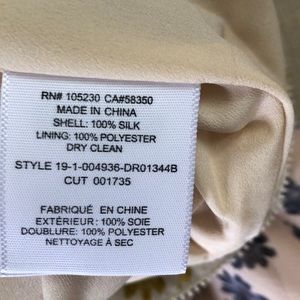 RN# 105230 CA#58350
MADE IN CHINA
SHELL: 100% SILK
LINING: 100% POLYESTER
DRY CLEAN
STYLE 19-1-004936-DR01344B
CUT 001735
FABRIQUÉ EN CHINE
EXTÉRIEUR: 100% SOIE
DOUBLURE: 100% POLYESTER
NETTOYAGE À SEC